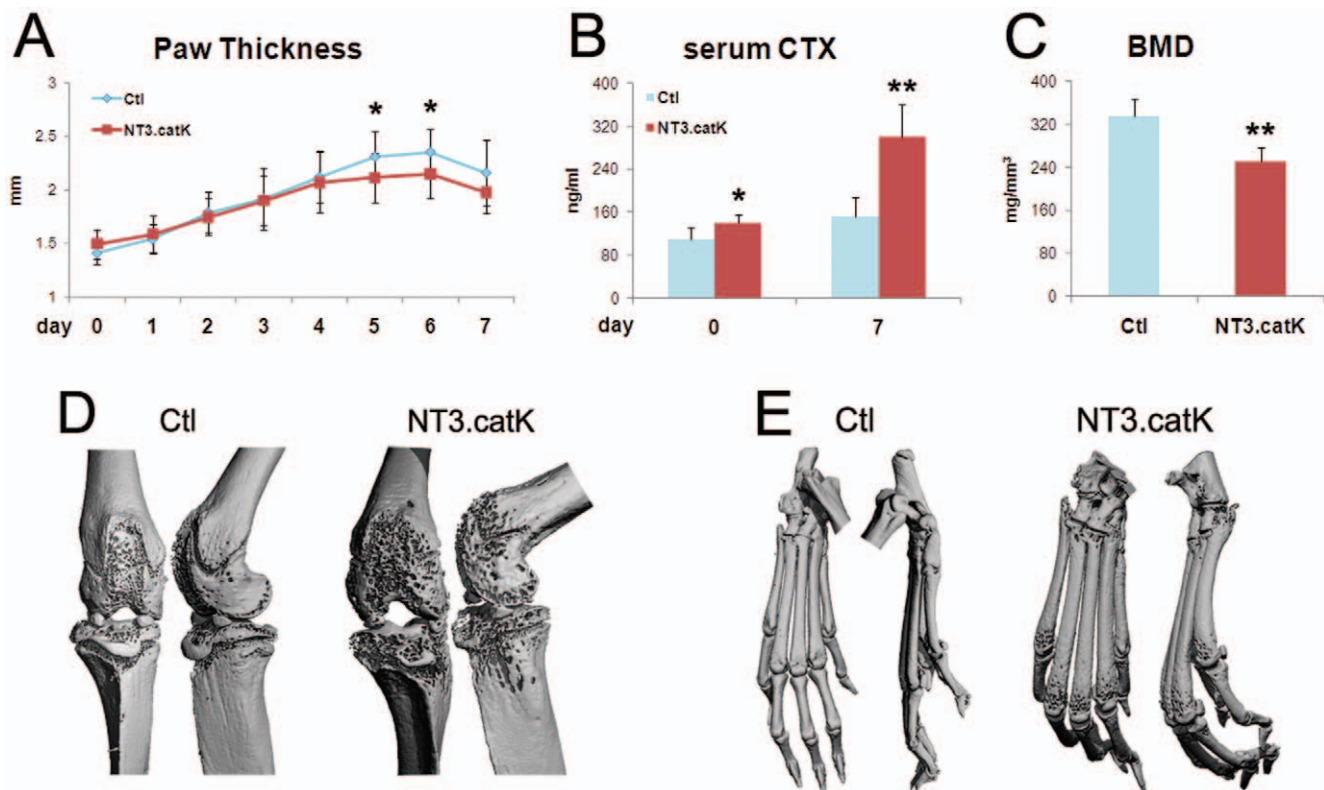 A
Paw Thickness
3
2.5
2
1.5
1
mm
Ctl
NT3.catK
*
*
day 0 1 2 3 4 5 6 7
B
serum CTX
400
320
240
160
80
0
ng/ml
Ctl
NT3.catK
*
**
day 0 7
C
BMD
400
320
240
160
80
0
mg/mm³
**
Ctl NT3.catK
D
Ctl NT3.catK
E
Ctl NT3.catK